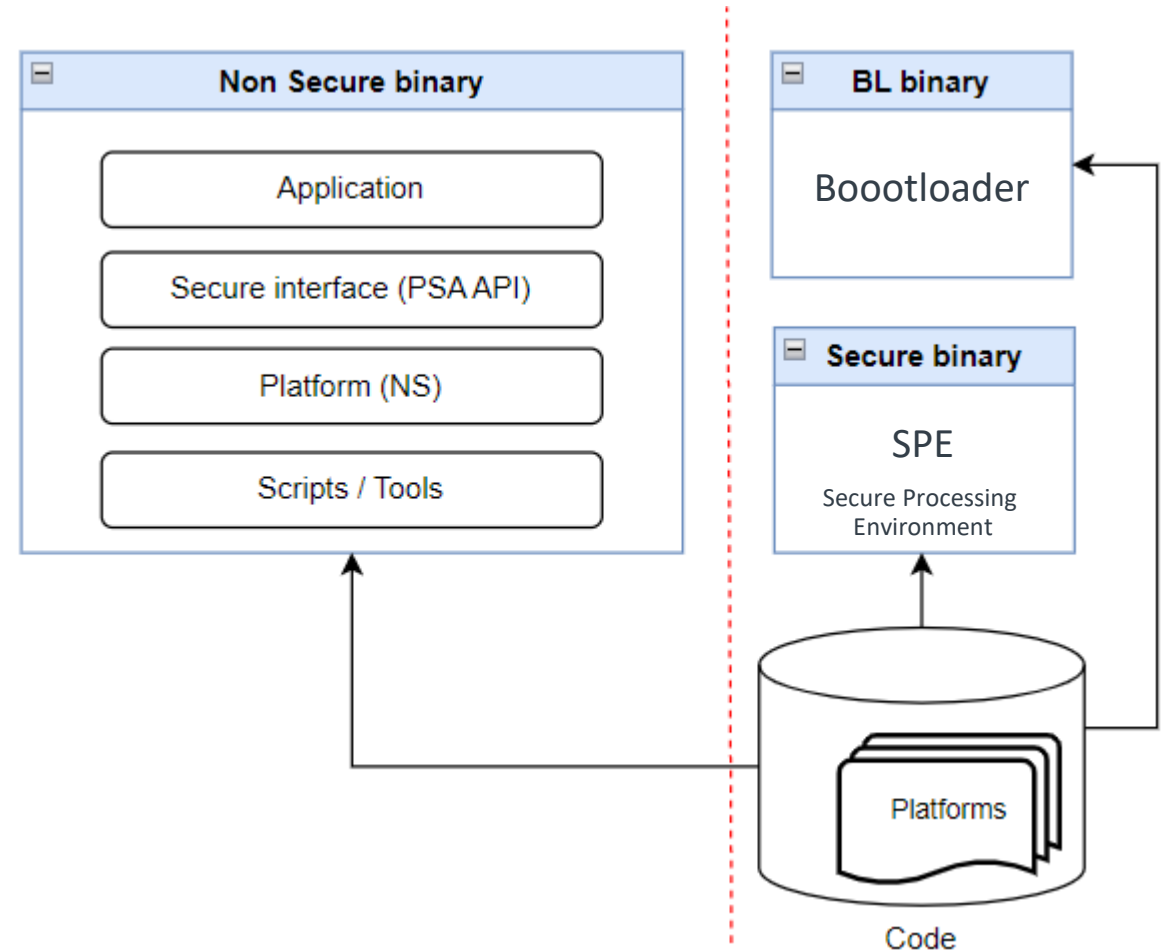 Non Secure binary
Application
Secure interface (PSA API)
Platform (NS)
Scripts / Tools
BL binary
Boootloader
Secure binary
SPE
Secure Processing
Environment
Platforms
Code